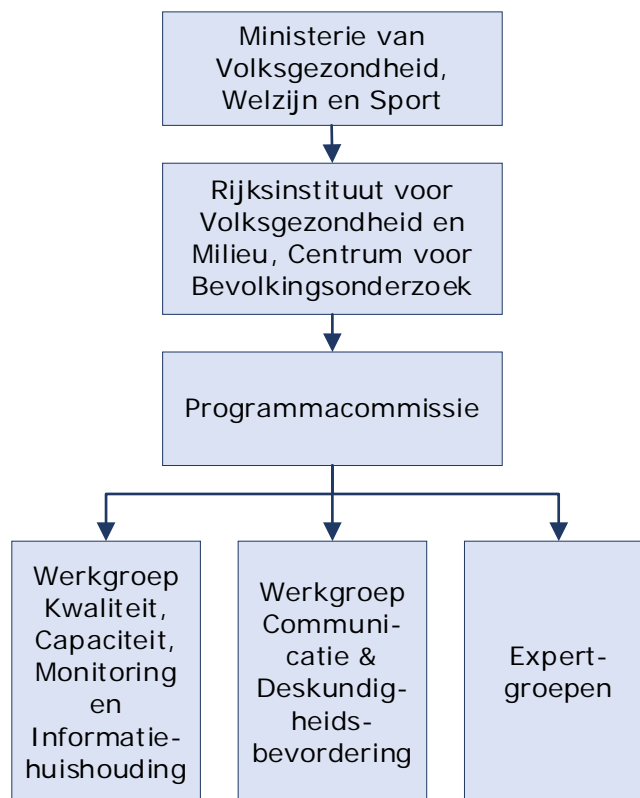 Ministerie van
Volksgezondheid,
Welzijn en Sport
Rijksinstituut voor
Volksgezondheid en
Milieu, Centrum voor
Bevolkingsonderzoek
Programmacommissie
Werkgroep
Kwaliteit,
Capaciteit,
Monitoring
en
Informatie-
huishouding
Werkgroep
Communi-
catie &
Deskundig-
heids-
bevordering
Expert-
groepen